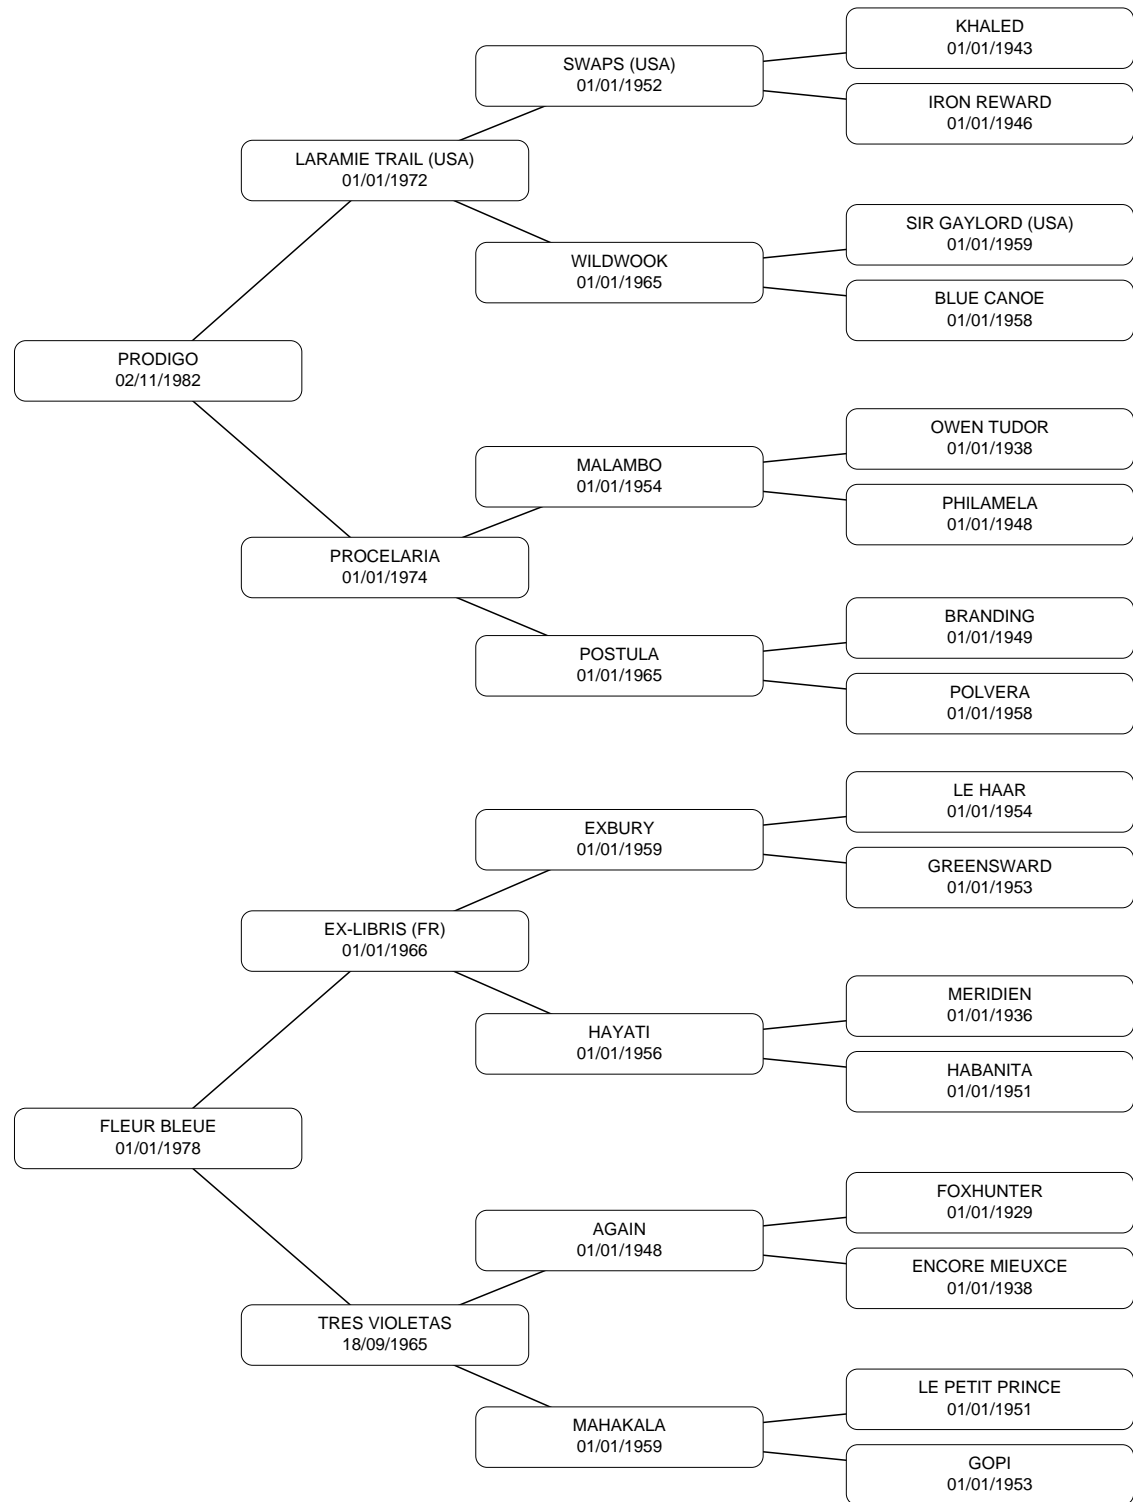 KHALED
01/01/1943
SWAPS (USA)
01/01/1952
IRON REWARD
01/01/1946
LARAMIE TRAIL (USA)
01/01/1972
SIR GAYLORD (USA)
01/01/1959
WILDWOOK
01/01/1965
BLUE CANOE
01/01/1958
PRODIGO
02/11/1982
OWEN TUDOR
01/01/1938
MALAMBO
01/01/1954
PHILAMELA
01/01/1948
PROCELARIA
01/01/1974
BRANDING
01/01/1949
POSTULA
01/01/1965
POLVERA
01/01/1958
LE HAAR
01/01/1954
EXBURY
01/01/1959
GREENSWARD
01/01/1953
EX-LIBRIS (FR)
01/01/1966
MERIDIEN
01/01/1936
HAYATI
01/01/1956
HABANITA
01/01/1951
FLEUR BLEUE
01/01/1978
FOXHUNTER
01/01/1929
AGAIN
01/01/1948
ENCORE MIEUXCE
01/01/1938
TRES VIOLETAS
18/09/1965
LE PETIT PRINCE
01/01/1951
MAHAKALA
01/01/1959
GOPI
01/01/1953